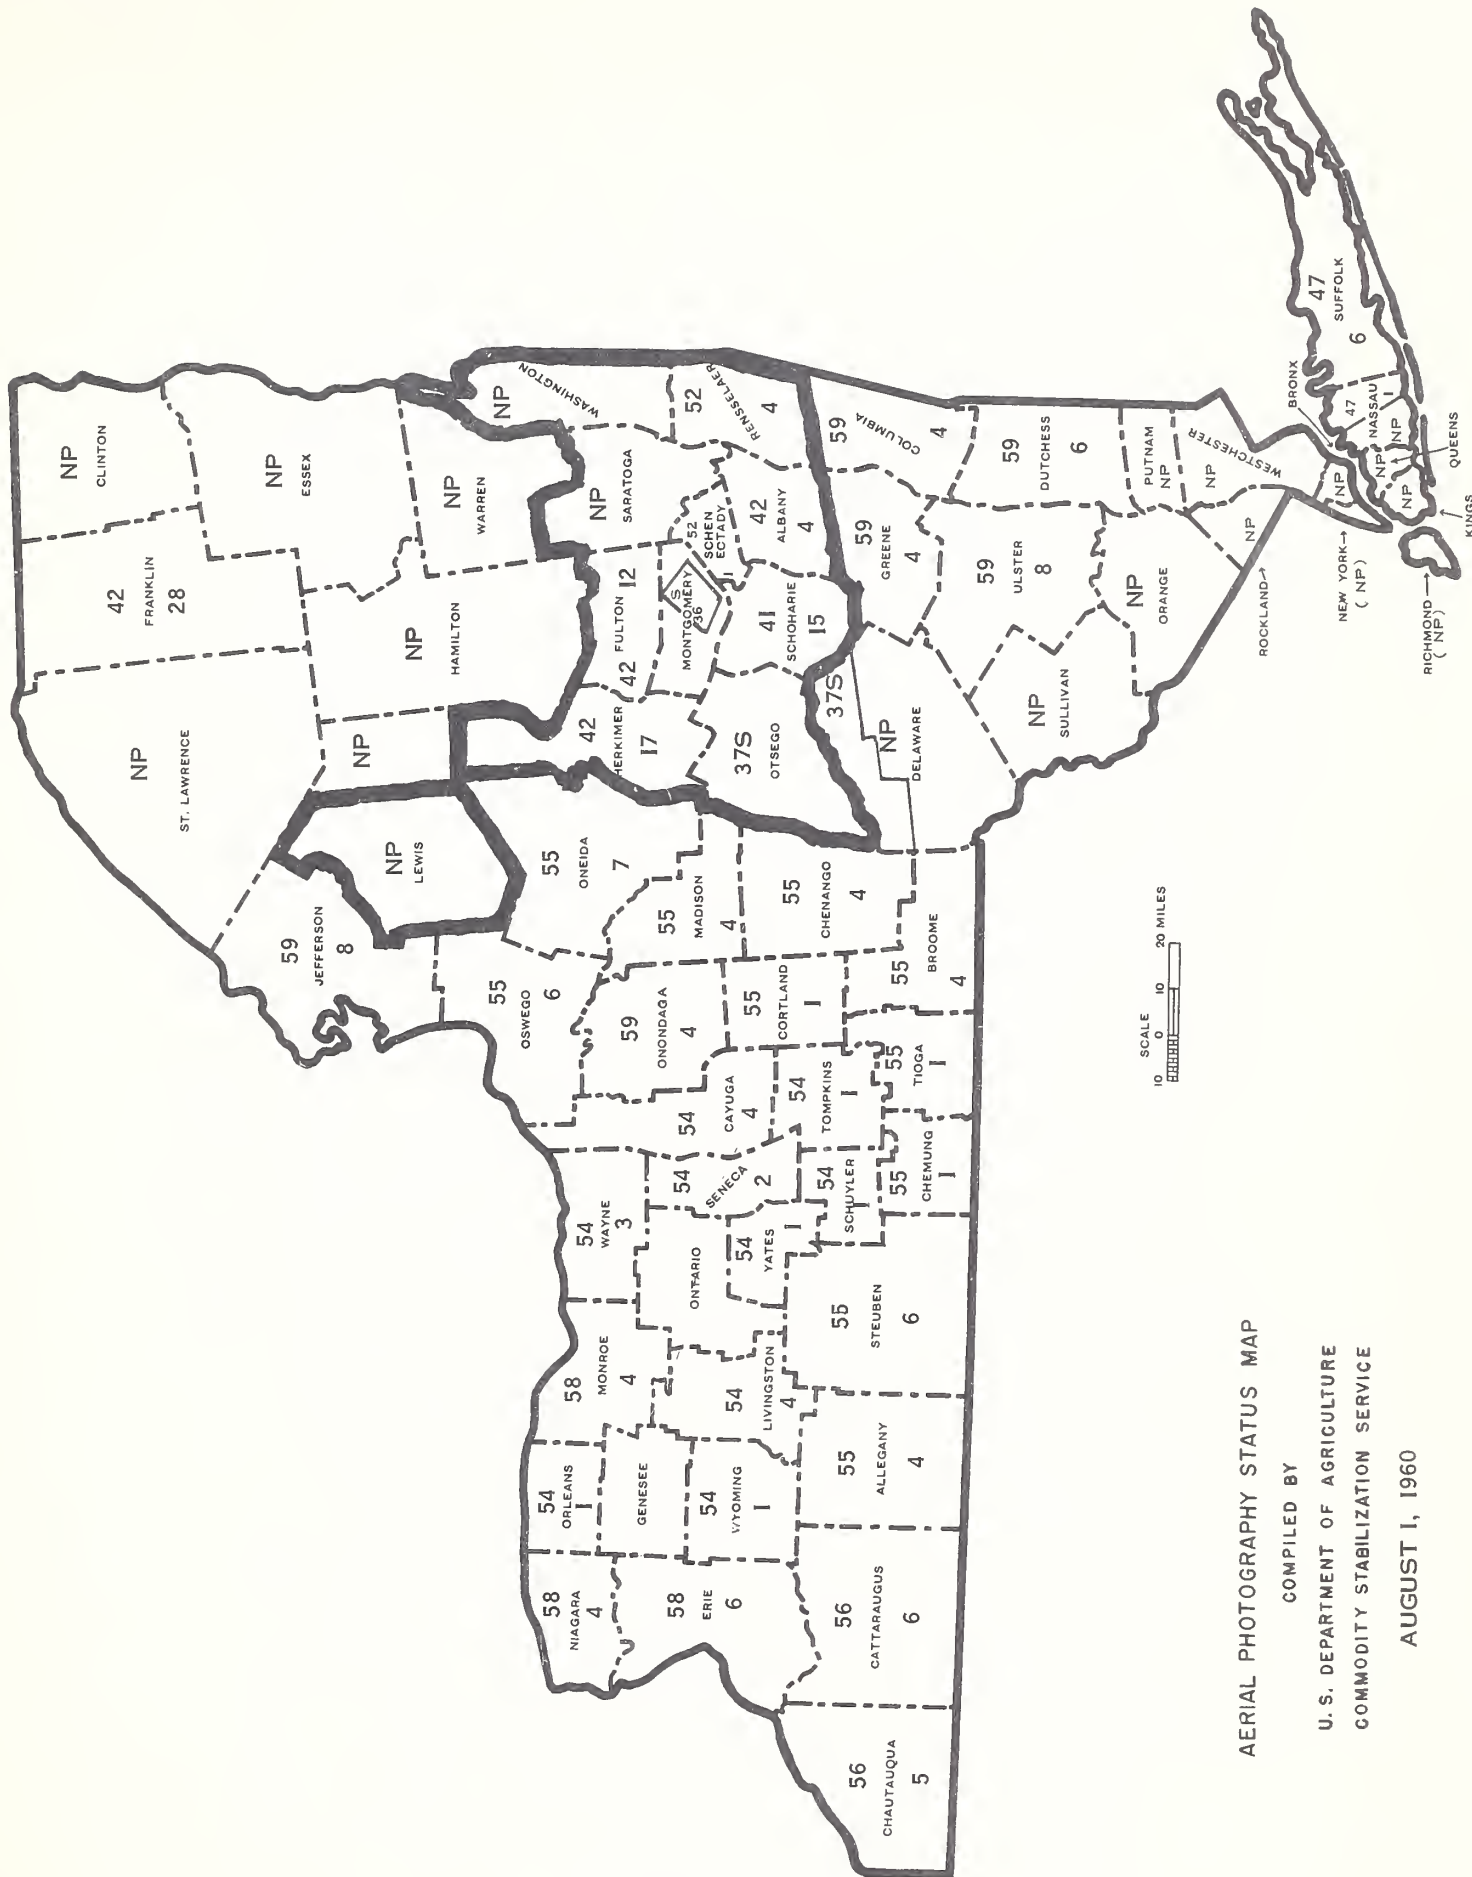 NP
CLINTON
42
FRANKLIN
28
NP
ESSEX
NP
ST. LAWRENCE
NP
WARREN
NP
HAMILTON
NP
NP
LEWIS
59
JEFFERSON
8
NP
WASHINGTON
NP
SARATOGA
52
RENSSELAER
4
42 FULTON 12
42
HERKIMER
17
MONTGOMERY
S
36
52
SCHEN
ECTADY
1
42
ALBANY
4
41
SCHOHARIE
15
37S
OTSEGO
55
ONEIDA
7
55
MADISON
4
55
OSWEGO
6
59
ONONDAGA
4
54
CAYUGA
4
55
CORTLAND
1
55
CHENANGO
4
55
BROOME
4
55
TIOGA
1
54
TOMPKINS
1
55
CHEMUNG
1
54
SCHUYLER
1
54
SENECA
2
54
WAYNE
3
ONTARIO
54
YATES
1
55
STEUBEN
6
58
MONROE
4
54
LIVINGSTON
4
55
ALLEGANY
4
54
ORLEANS
1
GENESEE
54
WYOMING
1
58
NIAGARA
4
58
ERIE
6
56
CATTARAUGUS
6
56
CHAUTAUQUA
5
59
COLUMBIA
4
59
GREENE
4
37S
NP
DELAWARE
59
ULSTER
8
59
DUTCHESS
6
NP
SULLIVAN
NP
ORANGE
PUTNAM
NP
NP
WESTCHESTER
NP
ROCKLAND
BRONX
NP
NEW YORK
( NP )
RICHMOND
( NP )
KINGS
NP
QUEENS
NP
NP
47
NASSAU
1
47
SUFFOLK
6
SCALE
10 0 10 20 MILES
AERIAL PHOTOGRAPHY STATUS MAP
COMPILED BY
U. S. DEPARTMENT OF AGRICULTURE
COMMODITY STABILIZATION SERVICE
AUGUST 1, 1960